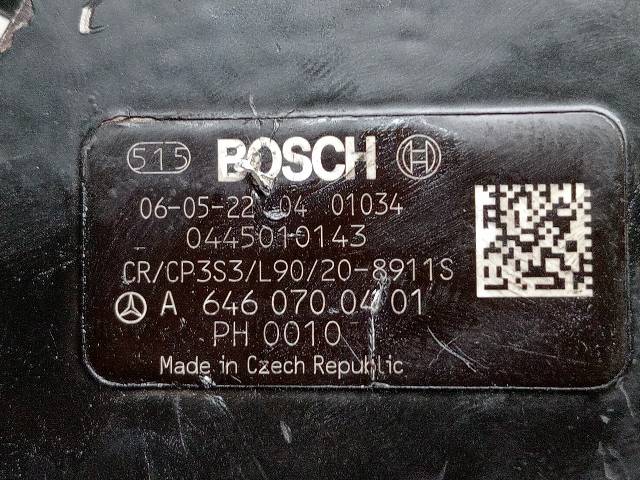 515 BOSCH
06-05-22 04 01034
0445010143
CR/CP3S3/L90/20-8911S
A 646 070 04 01
PH 0010
Made in Czech Republic